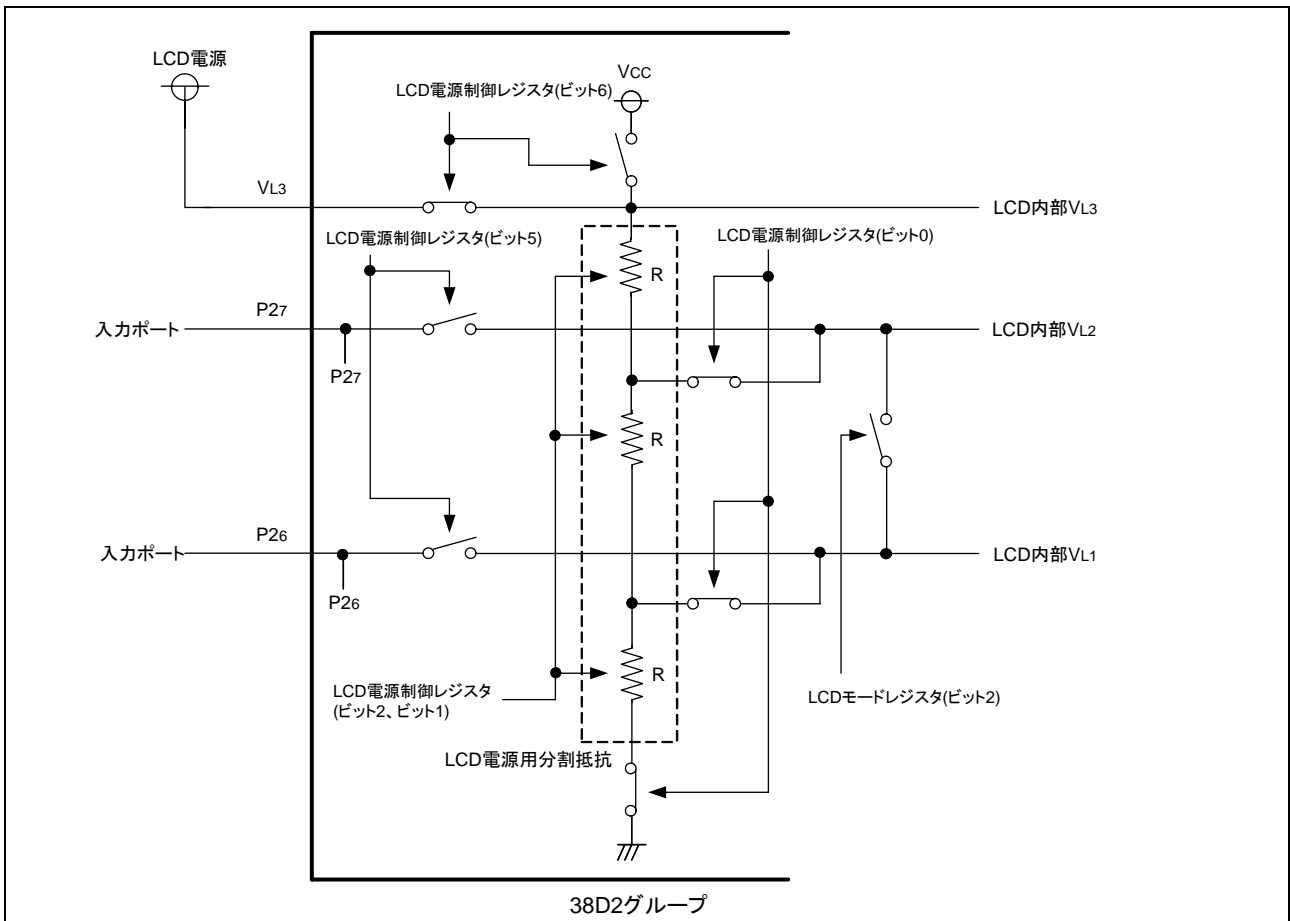 LCD電源
VCC
LCD電源制御レジスタ(ビット6)
VL3
LCD内部VL3
LCD電源制御レジスタ(ビット5)
LCD電源制御レジスタ(ビット0)
R
P27
入力ポート
LCD内部VL2
P27
R
P26
入力ポート
LCD内部VL1
P26
R
LCD電源制御レジスタ
(ビット2、ビット1)
LCDモードレジスタ(ビット2)
LCD電源用分割抵抗
38D2グループ